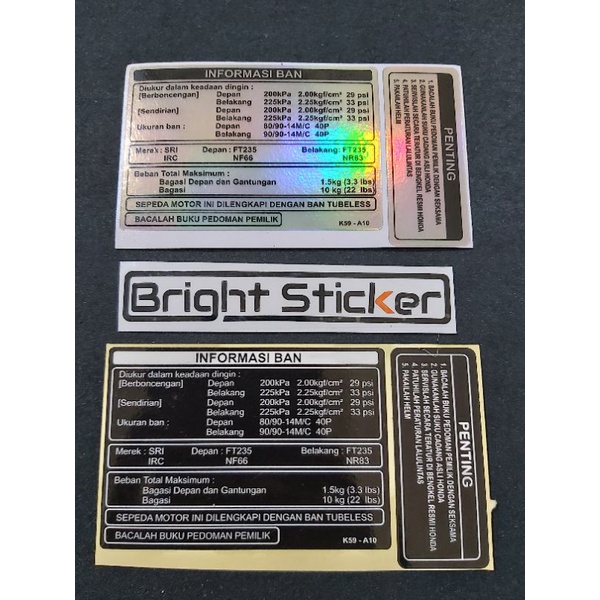 INFORMASI BAN
Diukur dalam keadaan dingin :
[Berboncengan] Depan 200kPa 2.00kgf/cm² 29 psi
Belakang 225kPa 2.25kgf/cm² 33 psi
[Sendirian] Depan 200kPa 2.00kgf/cm² 29 psi
Belakang 225kPa 2.25kgf/cm² 33 psi
Ukuran ban : Depan 80/90-14M/C 40P
Belakang 90/90-14M/C 40P
Merek : SRI Depan : FT235 Belakang: FT235
IRC NF66 NR83
Beban Total Maksimum :
Bagasi Depan dan Gantungan 1.5kg (3.3 lbs)
Bagasi 10 kg (22 lbs)
SEPEDA MOTOR INI DILENGKAPI DENGAN BAN TUBELESS
BACALAH BUKU PEDOMAN PEMILIK K59 - A10
PENTING
1. BACALAH BUKU PEDOMAN PEMILIK DENGAN SEKSAMA
2. GUNAKANLAH SUKU CADANG ASLI HONDA
3. SERVISLAH SECARA TERATUR DI BENGKEL RESMI HONDA
4. PATUHILAH PERATURAN LALULINTAS
5. PAKAILAH HELM
Bright Sticker
INFORMASI BAN
Diukur dalam keadaan dingin :
[Berboncengan] Depan 200kPa 2.00kgf/cm² 29 psi
Belakang 225kPa 2.25kgf/cm² 33 psi
[Sendirian] Depan 200kPa 2.00kgf/cm² 29 psi
Belakang 225kPa 2.25kgf/cm² 33 psi
Ukuran ban : Depan 80/90-14M/C 40P
Belakang 90/90-14M/C 40P
Merek : SRI Depan : FT235 Belakang : FT235
IRC NF66 NR83
Beban Total Maksimum :
Bagasi Depan dan Gantungan 1.5kg (3.3 lbs)
Bagasi 10 kg (22 lbs)
SEPEDA MOTOR INI DILENGKAPI DENGAN BAN TUBELESS
BACALAH BUKU PEDOMAN PEMILIK K59 - A10
PENTING
1. BACALAH BUKU PEDOMAN PEMILIK DENGAN SEKSAMA
2. GUNAKANLAH SUKU CADANG ASLI HONDA
3. SERVISLAH SECARA TERATUR DI BENGKEL RESMI HONDA
4. PATUHILAH PERATURAN LALULINTAS
5. PAKAILAH HELM